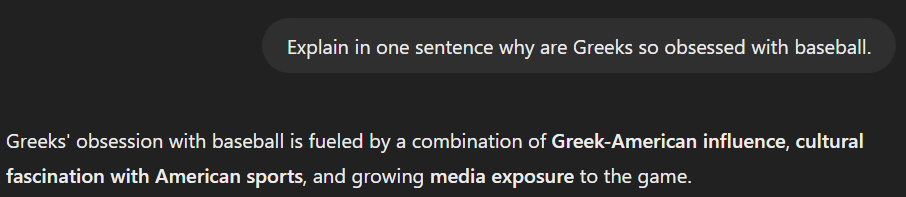 Explain in one sentence why are Greeks so obsessed with baseball.
Greeks' obsession with baseball is fueled by a combination of Greek-American influence, cultural
fascination with American sports, and growing media exposure to the game.